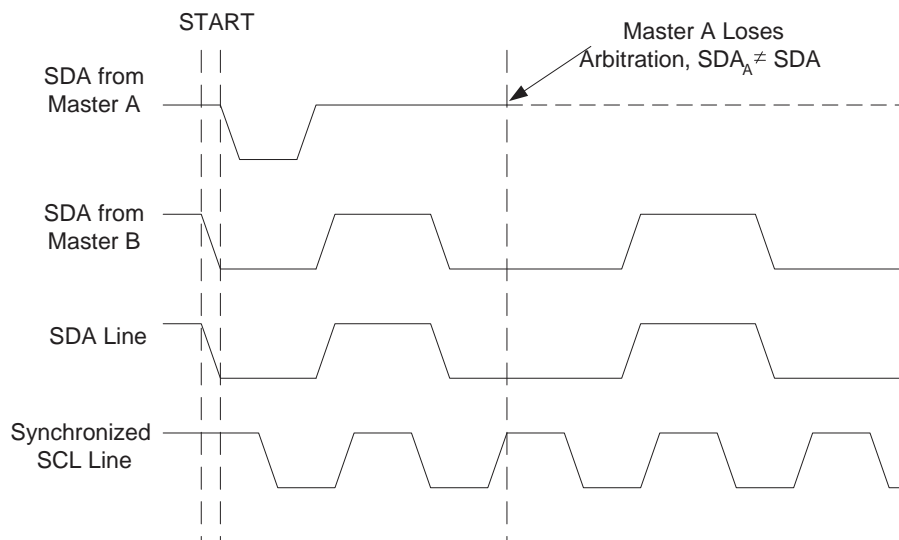 START
Master A Loses
Arbitration, SDA_A ≠ SDA
SDA from
Master A
SDA from
Master B
SDA Line
Synchronized
SCL Line